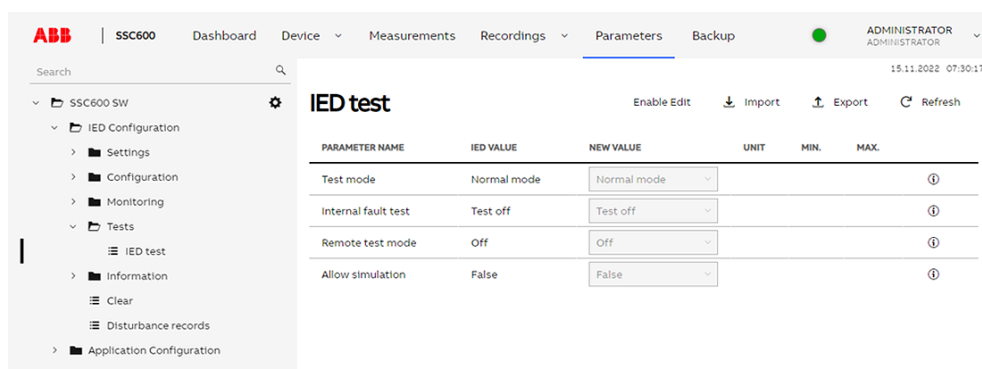 ABB SSC600 Dashboard Device Measurements Recordings Parameters Backup ADMINISTRATOR
ADMINISTRATOR
Search 15.11.2022 07:30:17
SSC600 SW IED test Enable Edit Import Export Refresh
IED Configuration
PARAMETER NAME IED VALUE NEW VALUE UNIT MIN. MAX.
Settings
Configuration Test mode Normal mode Normal mode
Monitoring Internal fault test Test off Test off
Tests
IED test Remote test mode Off Off
Information Allow simulation False False
Clear
Disturbance records
Application Configuration